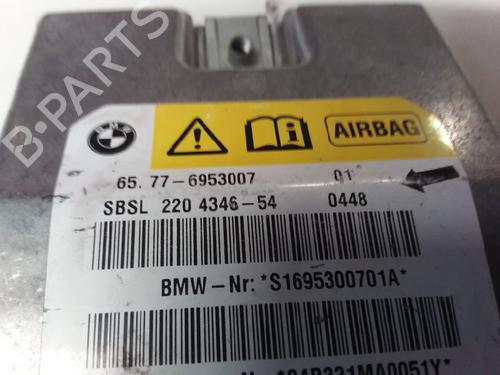 B-PARTS
AIRBAG
65. 77-6953007 01
SBSL 220 4346-54 0448
BMW-Nr: *S1695300701A*